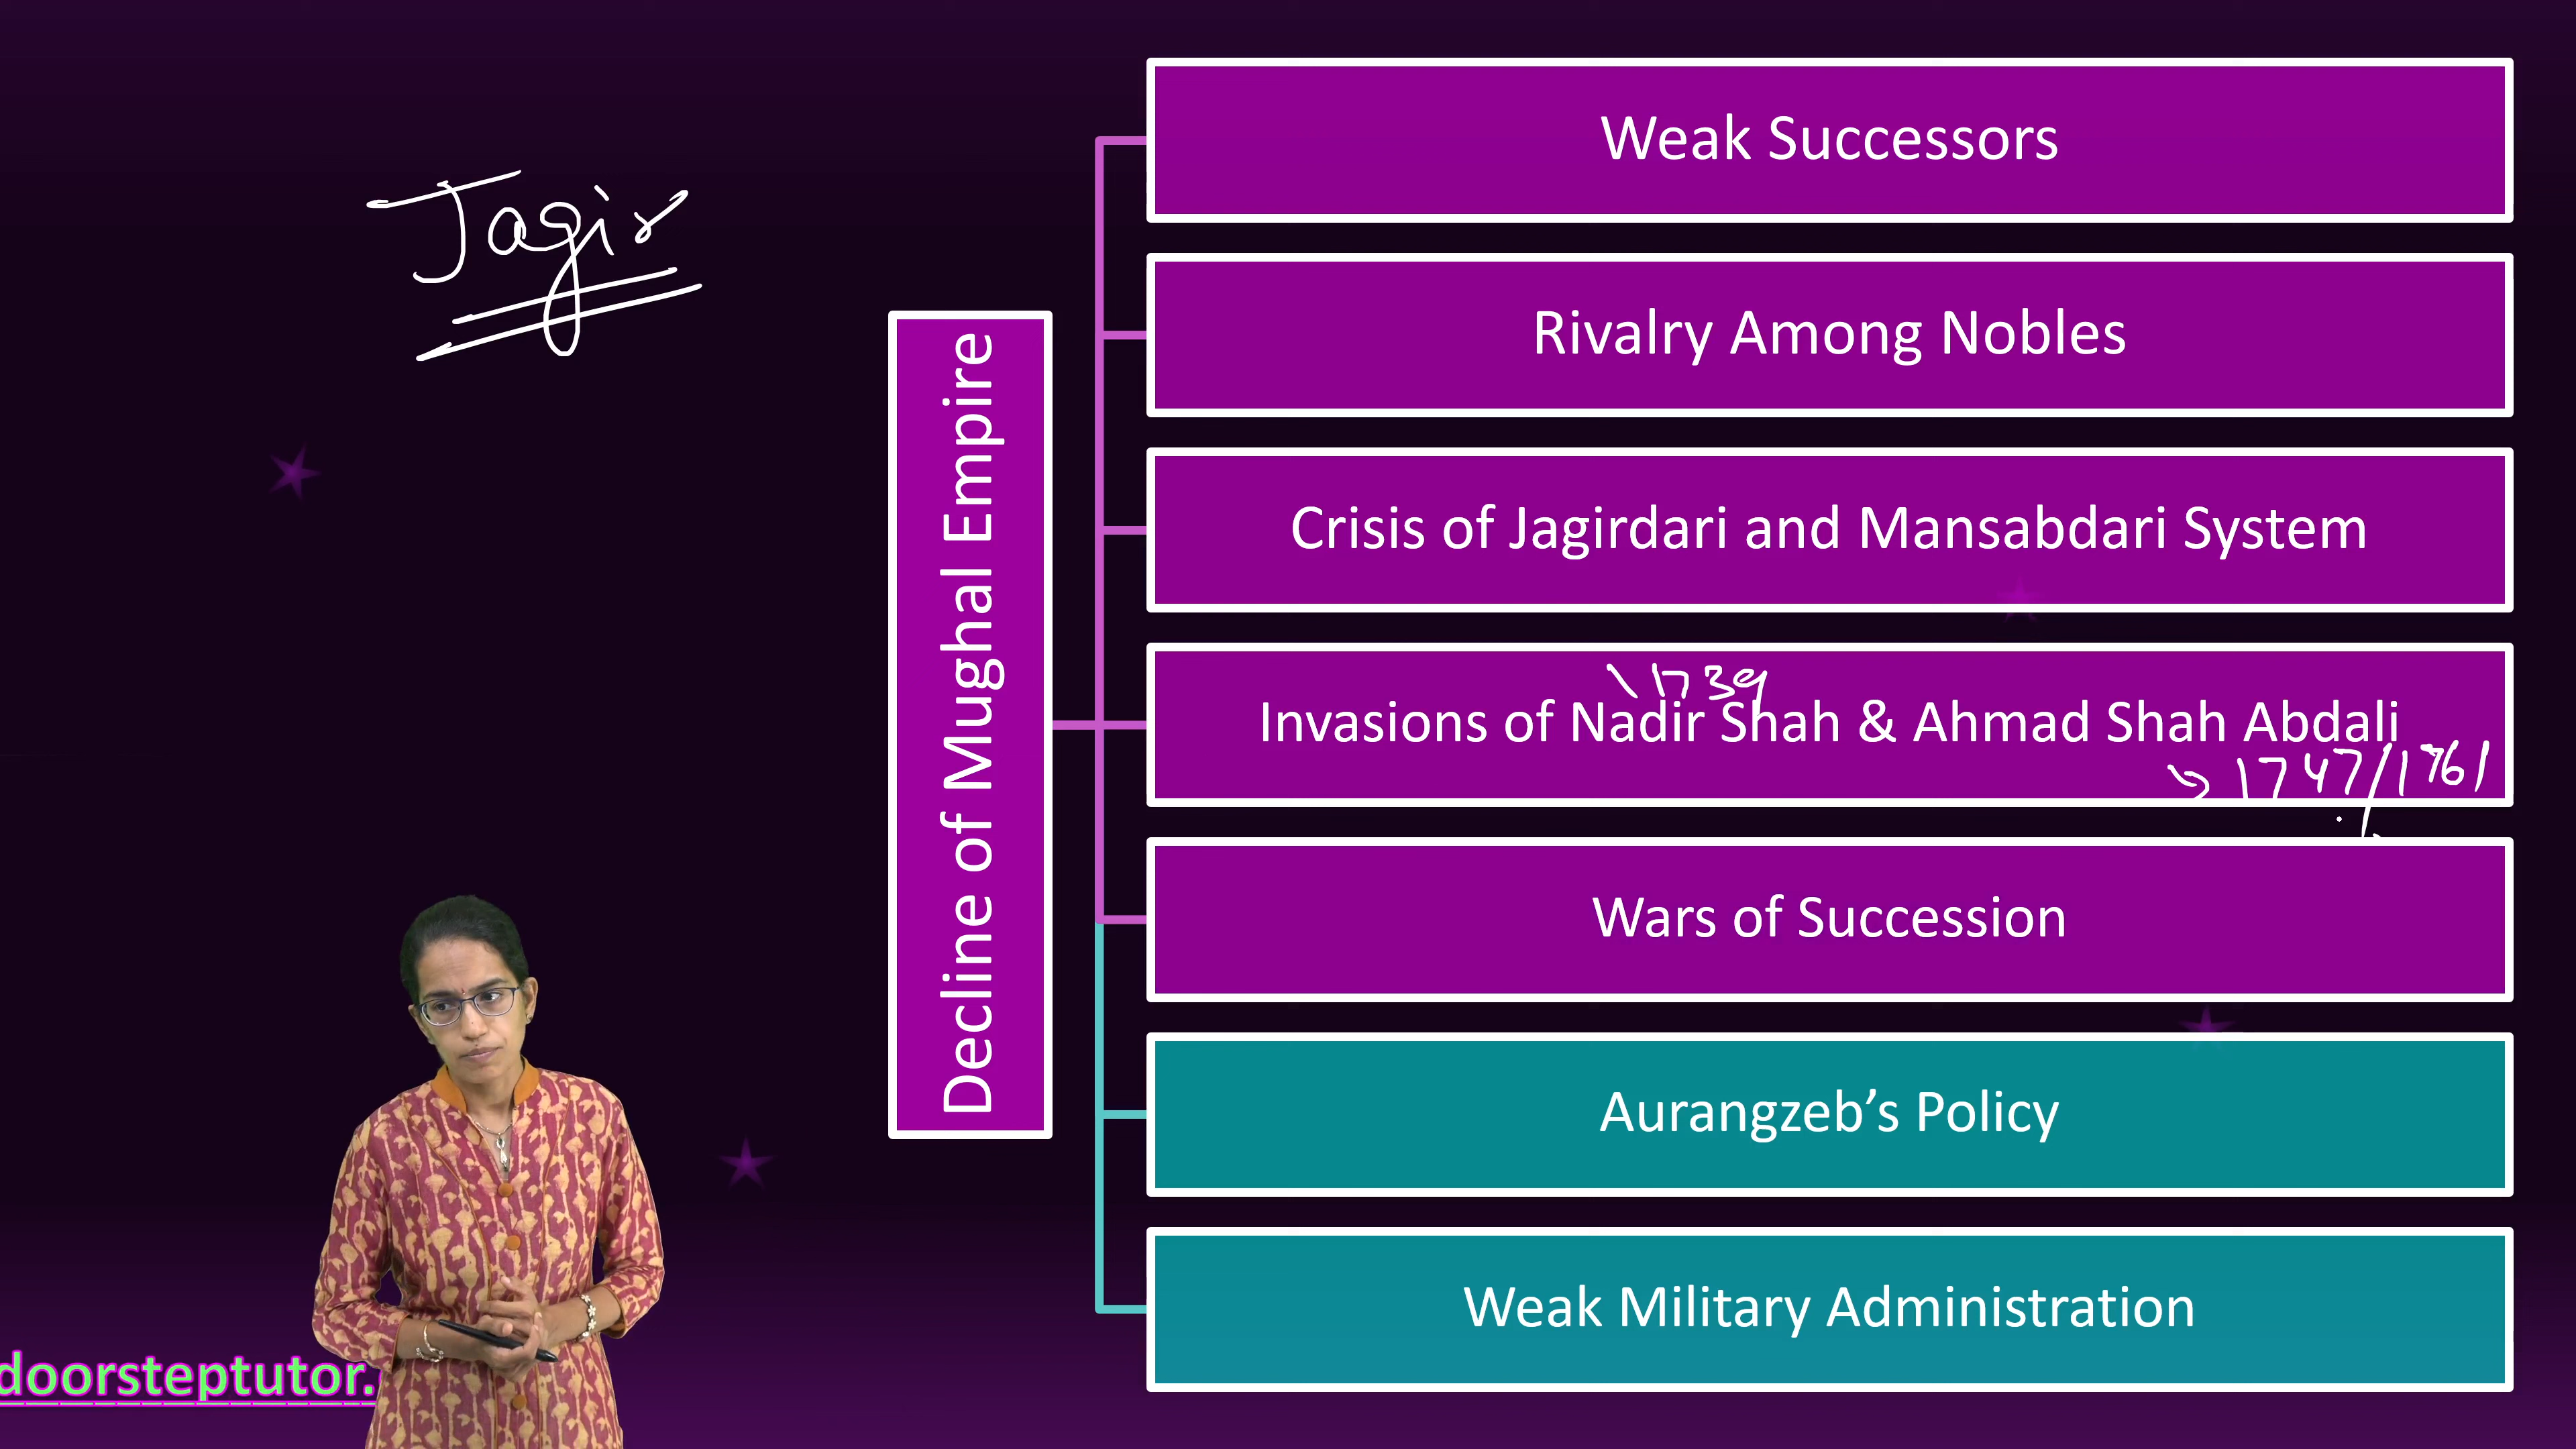 Jagir
Decline of Mughal Empire
Weak Successors
Rivalry Among Nobles
Crisis of Jagirdari and Mansabdari System
1739
Invasions of Nadir Shah & Ahmad Shah Abdali
1747/1761
Wars of Succession
Aurangzeb’s Policy
Weak Military Administration
doorsteptutor.